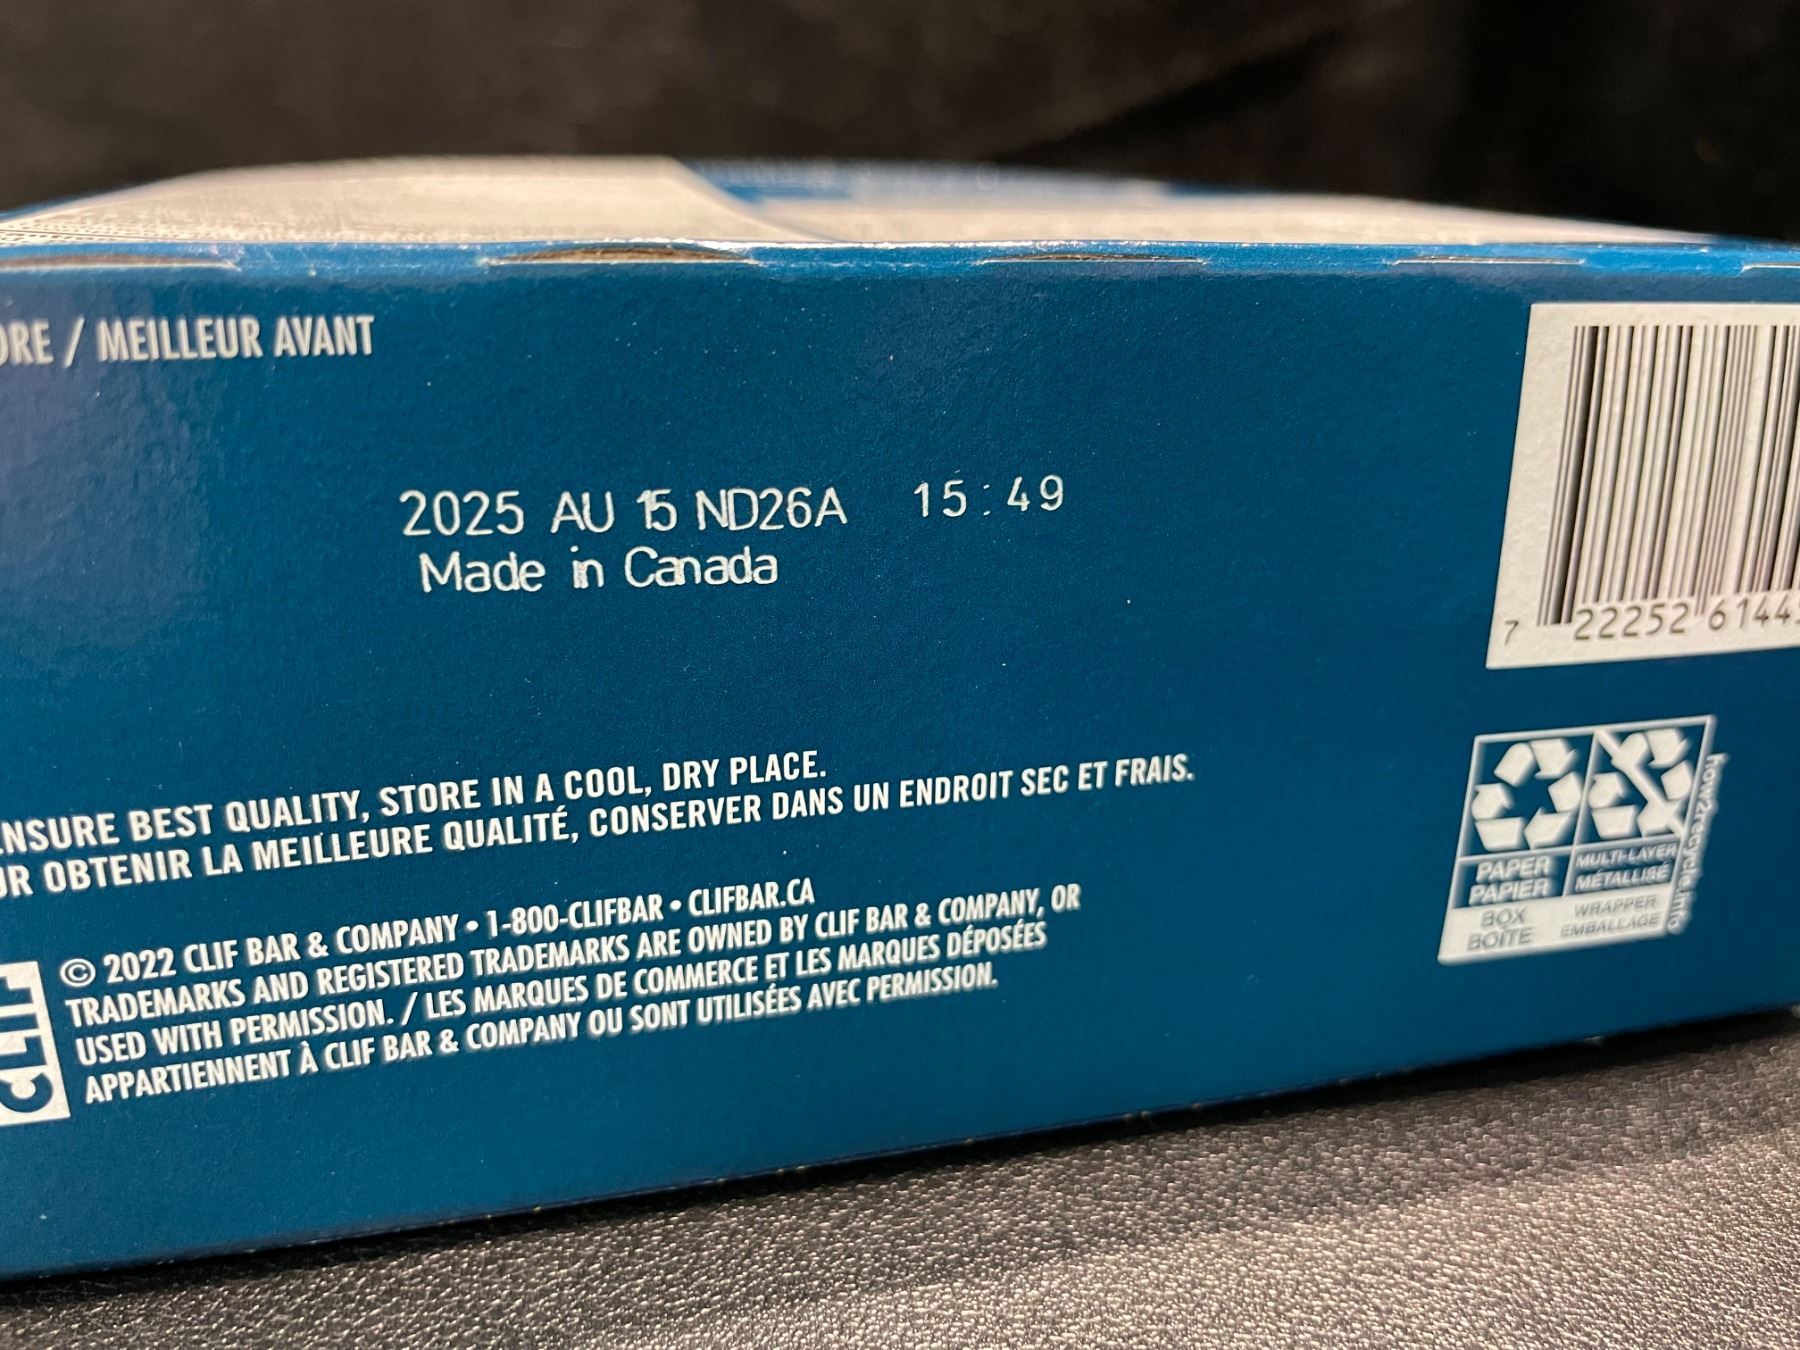 / MEILLEUR AVANT
2025 AU 15 ND26A 15:49
Made in Canada
7 22252 6144
BEST QUALITY, STORE IN A COOL, DRY PLACE.
OBTENIR LA MEILLEURE QUALITÉ, CONSERVER DANS UN ENDROIT SEC ET FRAIS.
CLIF
© 2022 CLIF BAR & COMPANY • 1-800-CLIFBAR • CLIFBAR.CA
TRADEMARKS AND REGISTERED TRADEMARKS ARE OWNED BY CLIF BAR & COMPANY, OR
USED WITH PERMISSION. / LES MARQUES DE COMMERCE ET LES MARQUES DÉPOSÉES
APPARTIENNENT À CLIF BAR & COMPANY OU SONT UTILISÉES AVEC PERMISSION.
PAPER
PAPIER
BOX
BOÎTE
MULTI-LAYER
MÉTALLISÉ
WRAPPER
EMBALLAGE
how2recycle.info